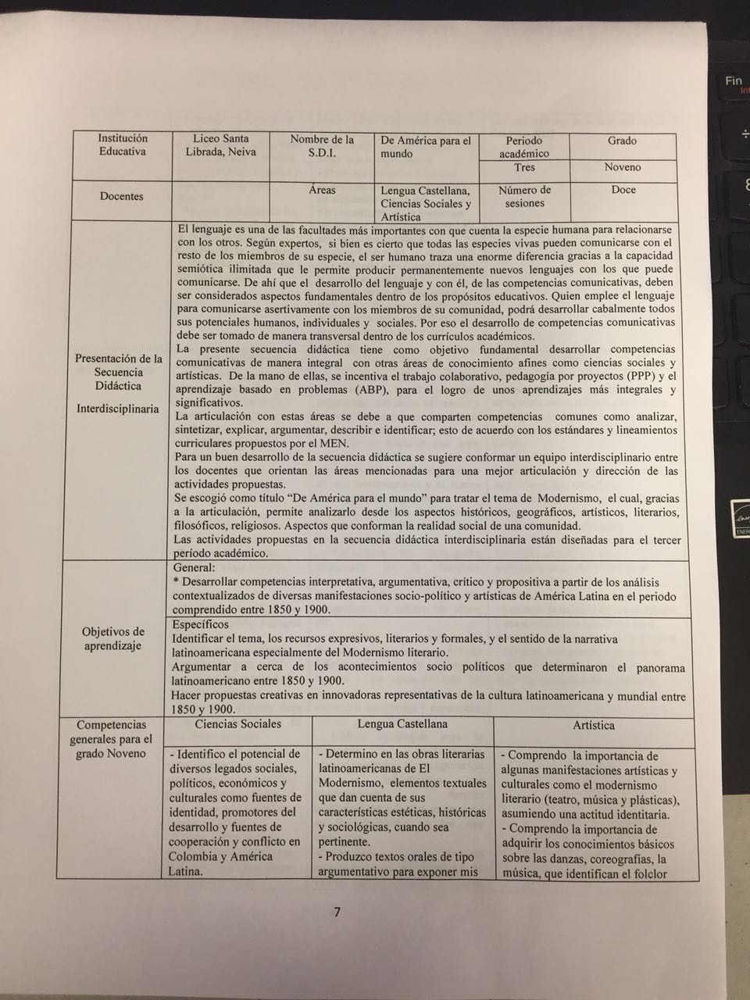 Institución Educativa
Liceo Santa Librada, Neiva
Nombre de la S.D.I.
De América para el mundo
Periodo académico
Grado
Tres
Noveno
Docentes
Áreas
Lengua Castellana, Ciencias Sociales y Artística
Número de sesiones
Doce
Presentación de la
Secuencia
Didáctica
Interdisciplinaria
El lenguaje es una de las facultades más importantes con que cuenta la especie humana para relacionarse
con los otros. Según expertos, si bien es cierto que todas las especies vivas pueden comunicarse con el
resto de los miembros de su especie, el ser humano traza una enorme diferencia gracias a la capacidad
semiótica ilimitada que le permite producir permanentemente nuevos lenguajes con los que puede
comunicarse. De ahí que el desarrollo del lenguaje y con él, de las competencias comunicativas, deben
ser considerados aspectos fundamentales dentro de los propósitos educativos. Quien emplee el lenguaje
para comunicarse asertivamente con los miembros de su comunidad, podrá desarrollar cabalmente todos
sus potenciales humanos, individuales y sociales. Por eso el desarrollo de competencias comunicativas
debe ser tomado de manera transversal dentro de los currículos académicos.
La presente secuencia didáctica tiene como objetivo fundamental desarrollar competencias
comunicativas de manera integral con otras áreas de conocimiento afines como ciencias sociales y
artísticas. De la mano de ellas, se incentiva el trabajo colaborativo, pedagogía por proyectos (PPP) y el
aprendizaje basado en problemas (ABP), para el logro de unos aprendizajes más integrales y
significativos.
La articulación con estas áreas se debe a que comparten competencias comunes como analizar,
sintetizar, explicar, argumentar, describir e identificar; esto de acuerdo con los estándares y lineamientos
curriculares propuestos por el MEN.
Para un buen desarrollo de la secuencia didáctica se sugiere conformar un equipo interdisciplinario entre
los docentes que orientan las áreas mencionadas para una mejor articulación y dirección de las
actividades propuestas.
Se escogió como título “De América para el mundo” para tratar el tema de Modernismo, el cual, gracias
a la articulación, permite analizarlo desde los aspectos históricos, geográficos, artísticos, literarios,
filosóficos, religiosos. Aspectos que conforman la realidad social de una comunidad.
Las actividades propuestas en la secuencia didáctica interdisciplinaria están diseñadas para el tercer
período académico.
Objetivos de
aprendizaje
General:
* Desarrollar competencias interpretativa, argumentativa, crítico y propositiva a partir de los análisis
contextualizados de diversas manifestaciones socio-político y artísticas de América Latina en el periodo
comprendido entre 1850 y 1900.
Específicos
Identificar el tema, los recursos expresivos, literarios y formales, y el sentido de la narrativa
latinoamericana especialmente del Modernismo literario.
Argumentar a cerca de los acontecimientos socio políticos que determinaron el panorama
latinoamericano entre 1850 y 1900.
Hacer propuestas creativas en innovadoras representativas de la cultura latinoamericana y mundial entre
1850 y 1900.
Competencias
generales para el
grado Noveno
Ciencias Sociales
- Identifico el potencial de
diversos legados sociales,
políticos, económicos y
culturales como fuentes de
identidad, promotores del
desarrollo y fuentes de
cooperación y conflicto en
Colombia y América
Latina.
Lengua Castellana
- Determino en las obras literarias
latinoamericanas de El
Modernismo, elementos textuales
que dan cuenta de sus
características estéticas, históricas
y sociológicas, cuando sea
pertinente.
- Produzco textos orales de tipo
argumentativo para exponer mis
Artística
- Comprendo la importancia de
algunas manifestaciones artísticas y
culturales como el modernismo
literario (teatro, música y plásticas),
asumiendo una actitud identitaria.
- Comprendo la importancia de
adquirir los conocimientos básicos
sobre las danzas, coreografías, la
música, que identifican el folclor
7
Fin